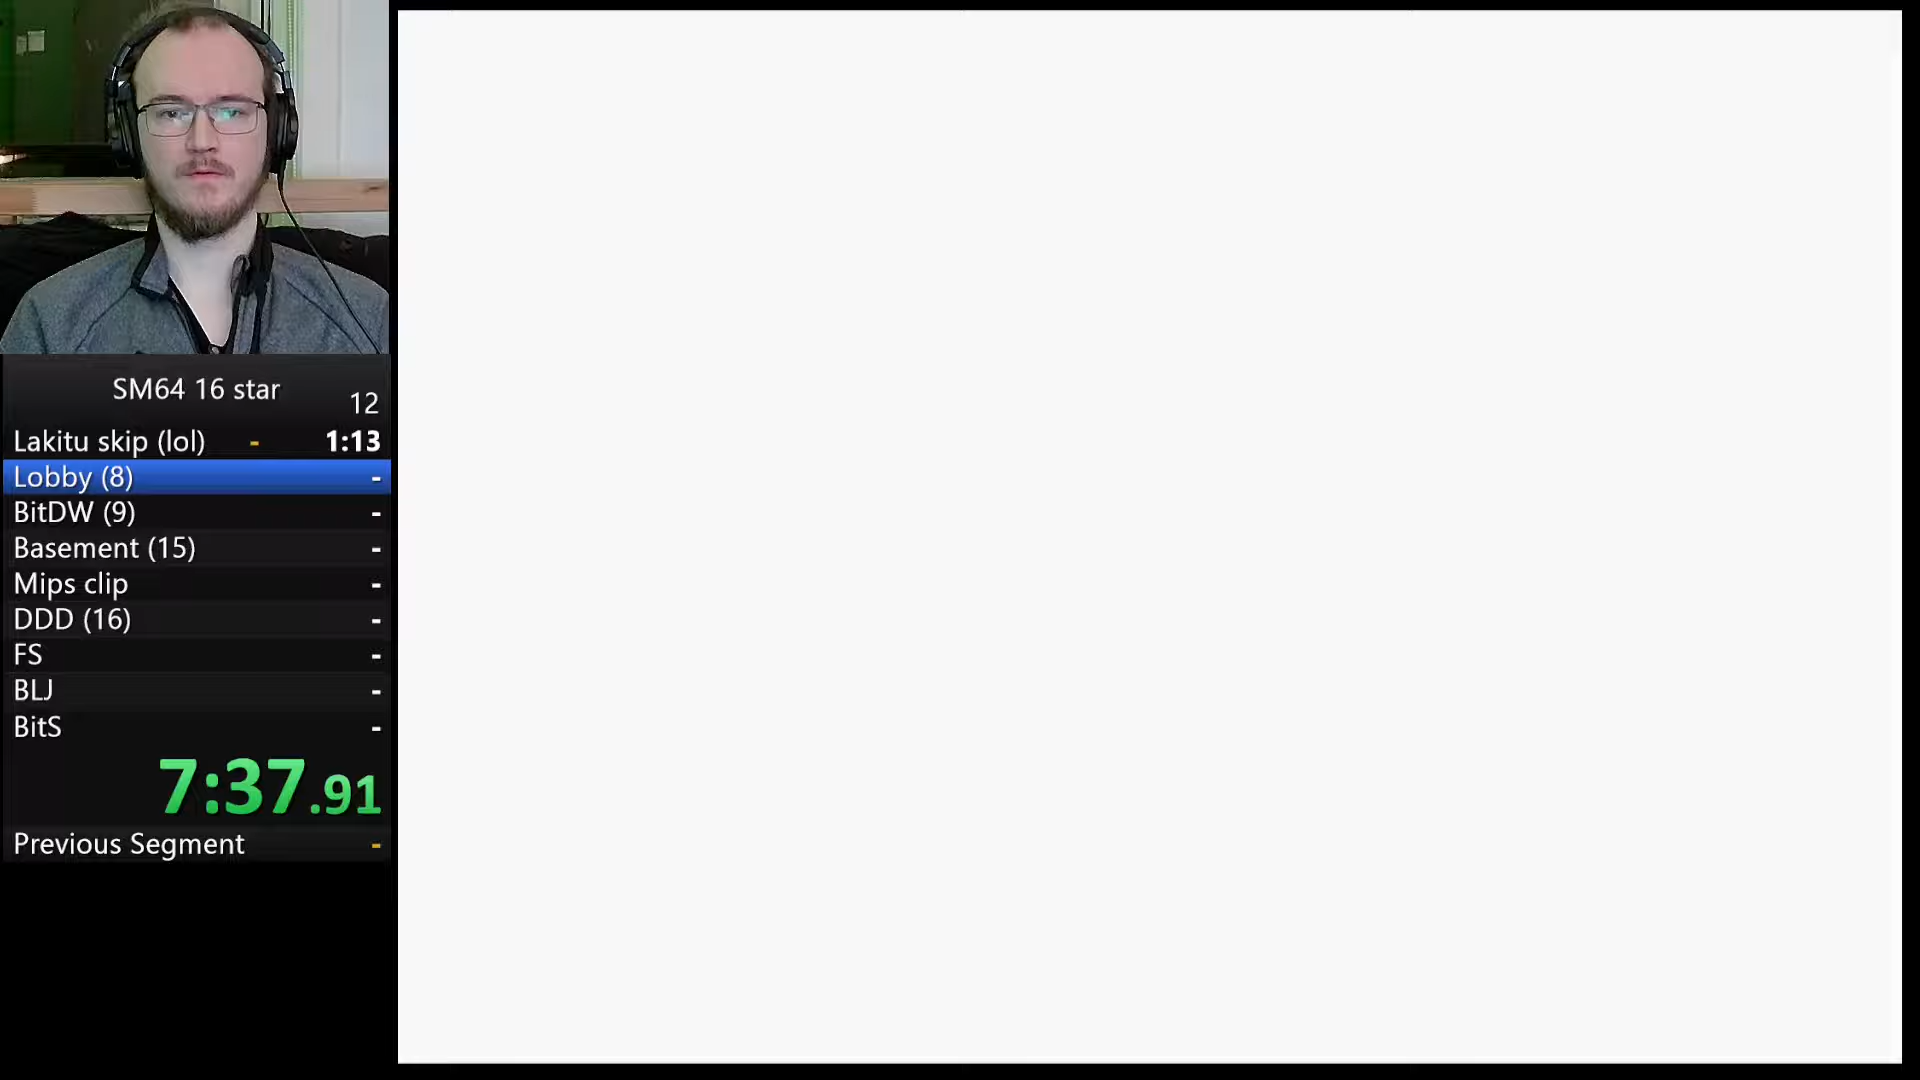 SM64 16 star
12
Lakitu skip (lol) - 1:13
Lobby (8) -
BitDW (9) -
Basement (15) -
Mips clip -
DDD (16) -
FS -
BLJ -
BitS -
7:37.91
Previous Segment -